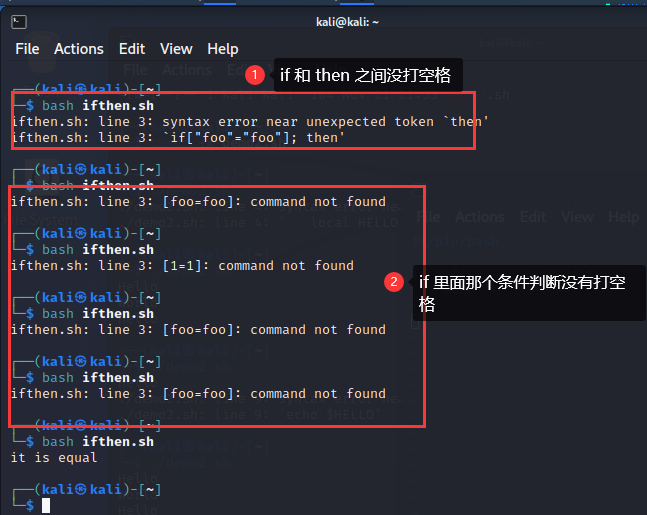 kali@kali: ~
File Actions Edit View Help
1 if 和 then 之间没打空格
┌──(kali㉿kali)-[~]
└─$ bash ifthen.sh
ifthen.sh: line 3: syntax error near unexpected token `then'
ifthen.sh: line 3: `if["foo"="foo"]; then'
┌──(kali㉿kali)-[~]
└─$ bash ifthen.sh
ifthen.sh: line 3: [foo=foo]: command not found
┌──(kali㉿kali)-[~]
└─$ bash ifthen.sh
ifthen.sh: line 3: [1=1]: command not found
2 if 里面那个条件判断没有打空
格
┌──(kali㉿kali)-[~]
└─$ bash ifthen.sh
ifthen.sh: line 3: [foo=foo]: command not found
┌──(kali㉿kali)-[~]
└─$ bash ifthen.sh
ifthen.sh: line 3: [foo=foo]: command not found
┌──(kali㉿kali)-[~]
└─$ bash ifthen.sh
it is equal
┌──(kali㉿kali)-[~]
└─$